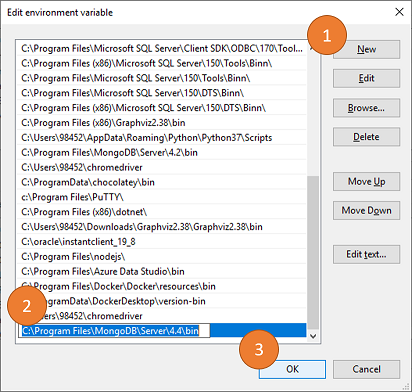 Edit environment variable
1
C:\Program Files\Microsoft SQL Server\Client SDK\ODBC\170\Tool...
C:\Program Files (x86)\Microsoft SQL Server\150\Tools\Binn\
C:\Program Files\Microsoft SQL Server\150\Tools\Binn\
C:\Program Files\Microsoft SQL Server\150\DTS\Binn\
C:\Program Files (x86)\Microsoft SQL Server\150\DTS\Binn\
C:\Program Files (x86)\Graphviz2.38\bin
C:\Users\98452\AppData\Roaming\Python\Python37\Scripts
C:\Program Files\MongoDB\Server\4.2\bin
C:\Users\98452\chromedriver
C:\ProgramData\chocolatey\bin
c:\Program Files\PuTTY\
C:\Program Files (x86)\dotnet\
C:\Users\98452\Downloads\Graphviz2.38\Graphviz2.38\bin
C:\oracle\instantclient_19_8
C:\Program Files\nodejs\
C:\Program Files\Azure Data Studio\bin
C:\Program Files\Docker\Docker\resources\bin
ProgramData\DockerDesktop\version-bin
2
Users\98452\chromedriver
C:\Program Files\MongoDB\Server\4.4\bin
New
Edit
Browse...
Delete
Move Up
Move Down
Edit text...
3
OK
Cancel